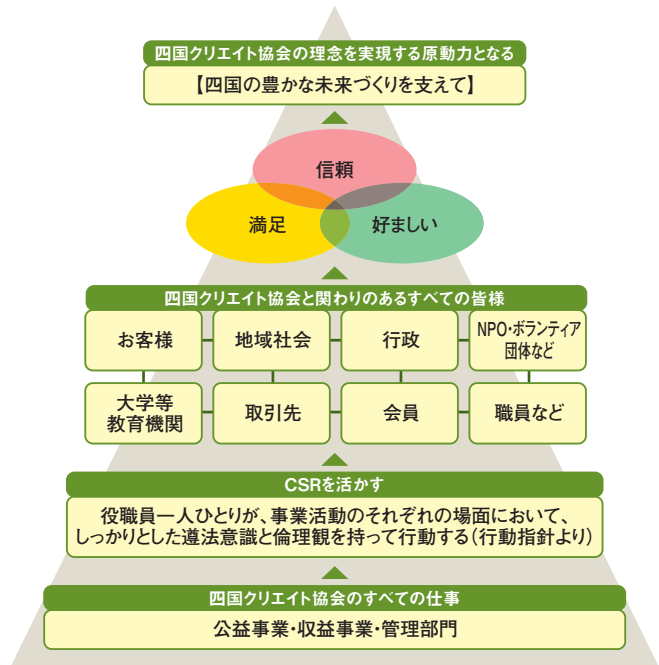 四国クリエイト協会の理念を実現する原動力となる
【四国の豊かな未来づくりを支えて】
信頼
満足
好ましい
四国クリエイト協会と関わりのあるすべての皆様
お客様
地域社会
行政
NPO・ボランティア
団体など
大学等
教育機関
取引先
会員
職員など
CSRを活かす
役職員一人ひとりが、事業活動のそれぞれの場面において、
しっかりとした遵法意識と倫理観を持って行動する（行動指針より）
四国クリエイト協会のすべての仕事
公益事業・収益事業・管理部門